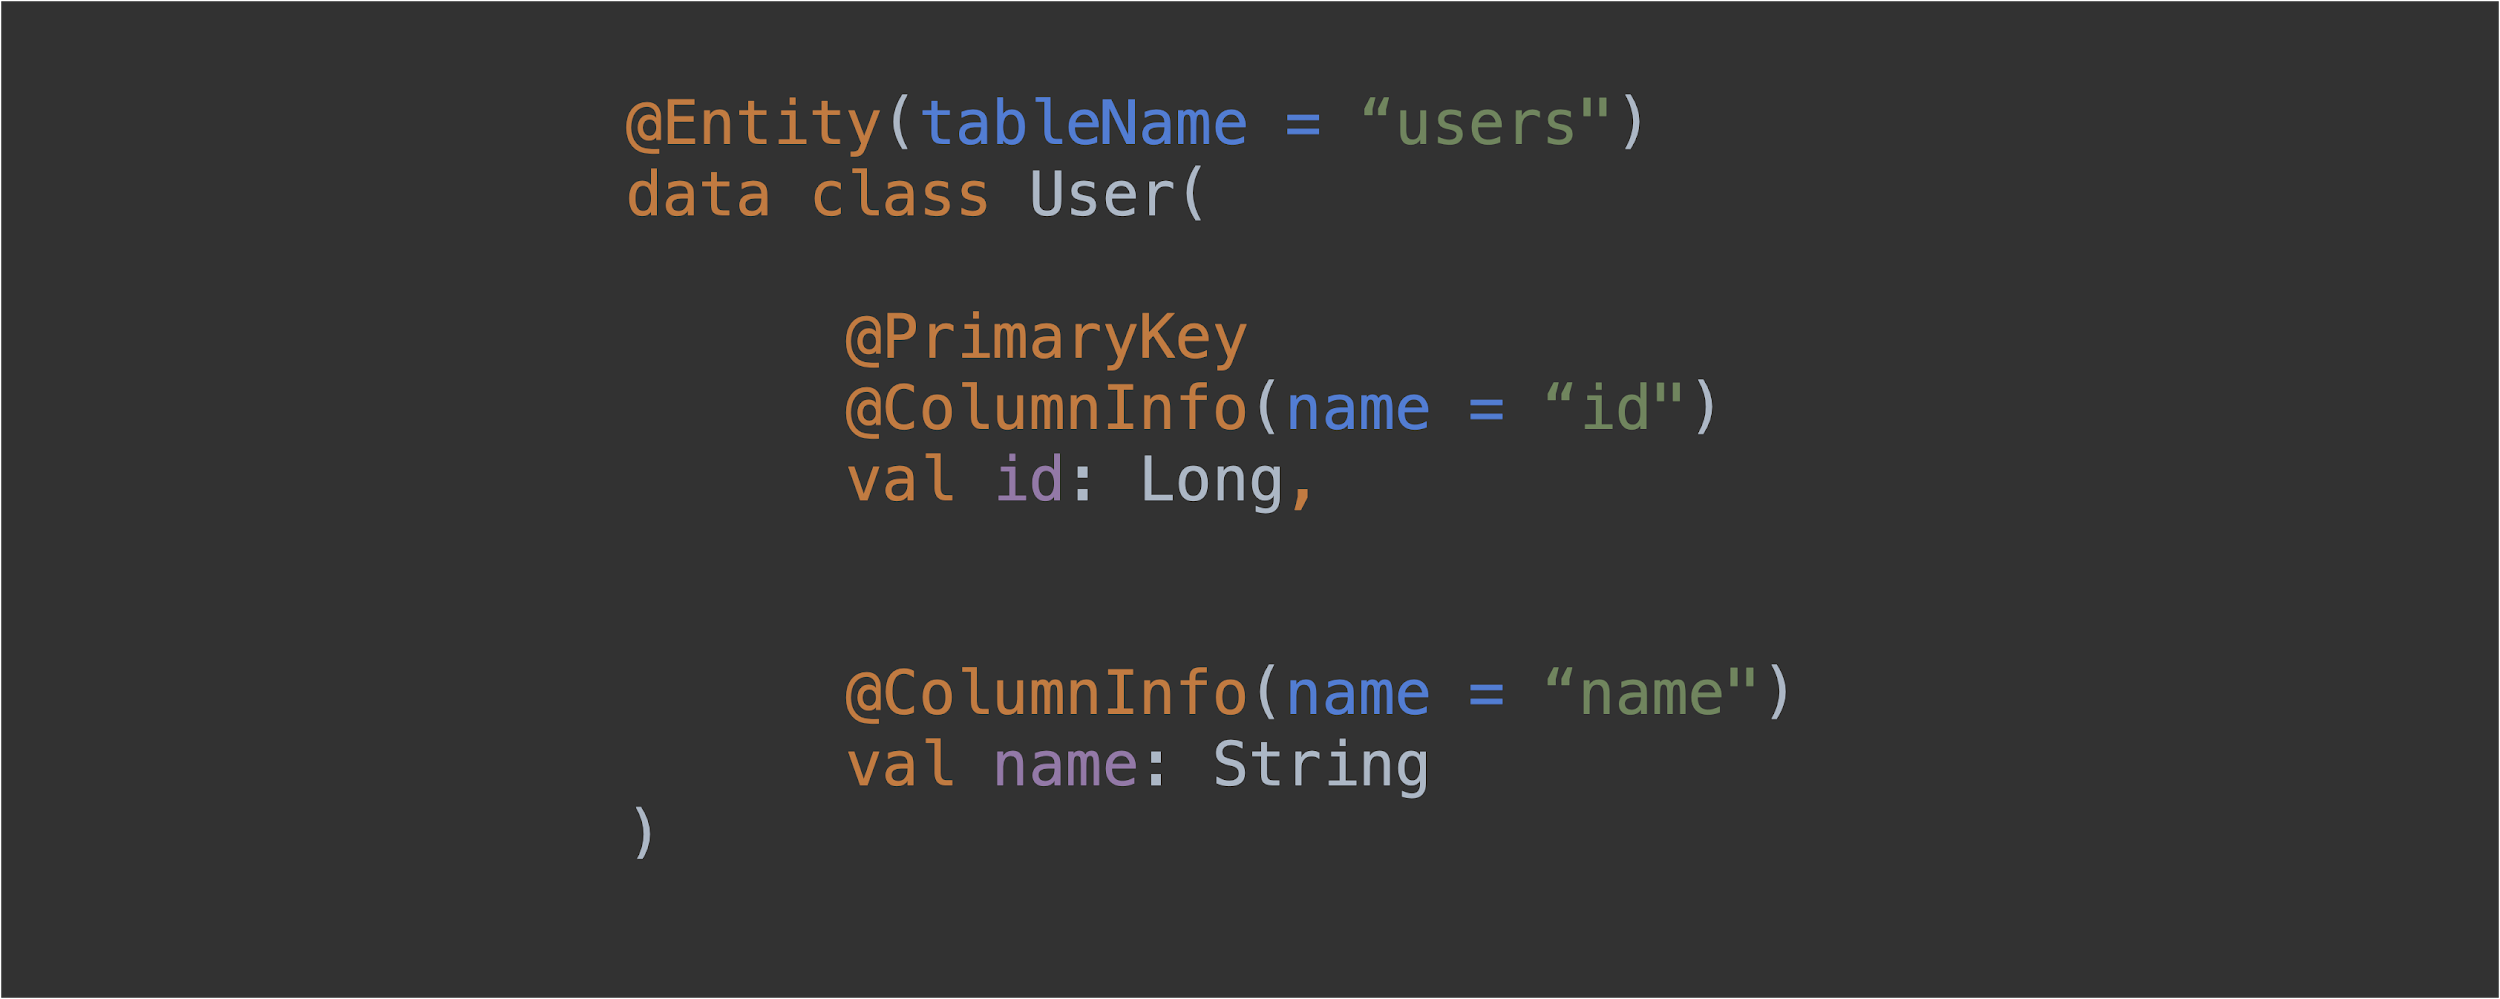 @Entity(tableName = “users")
data class User(
@PrimaryKey
@ColumnInfo(name = “id")
val id: Long,
@ColumnInfo(name = “name")
val name: String
)